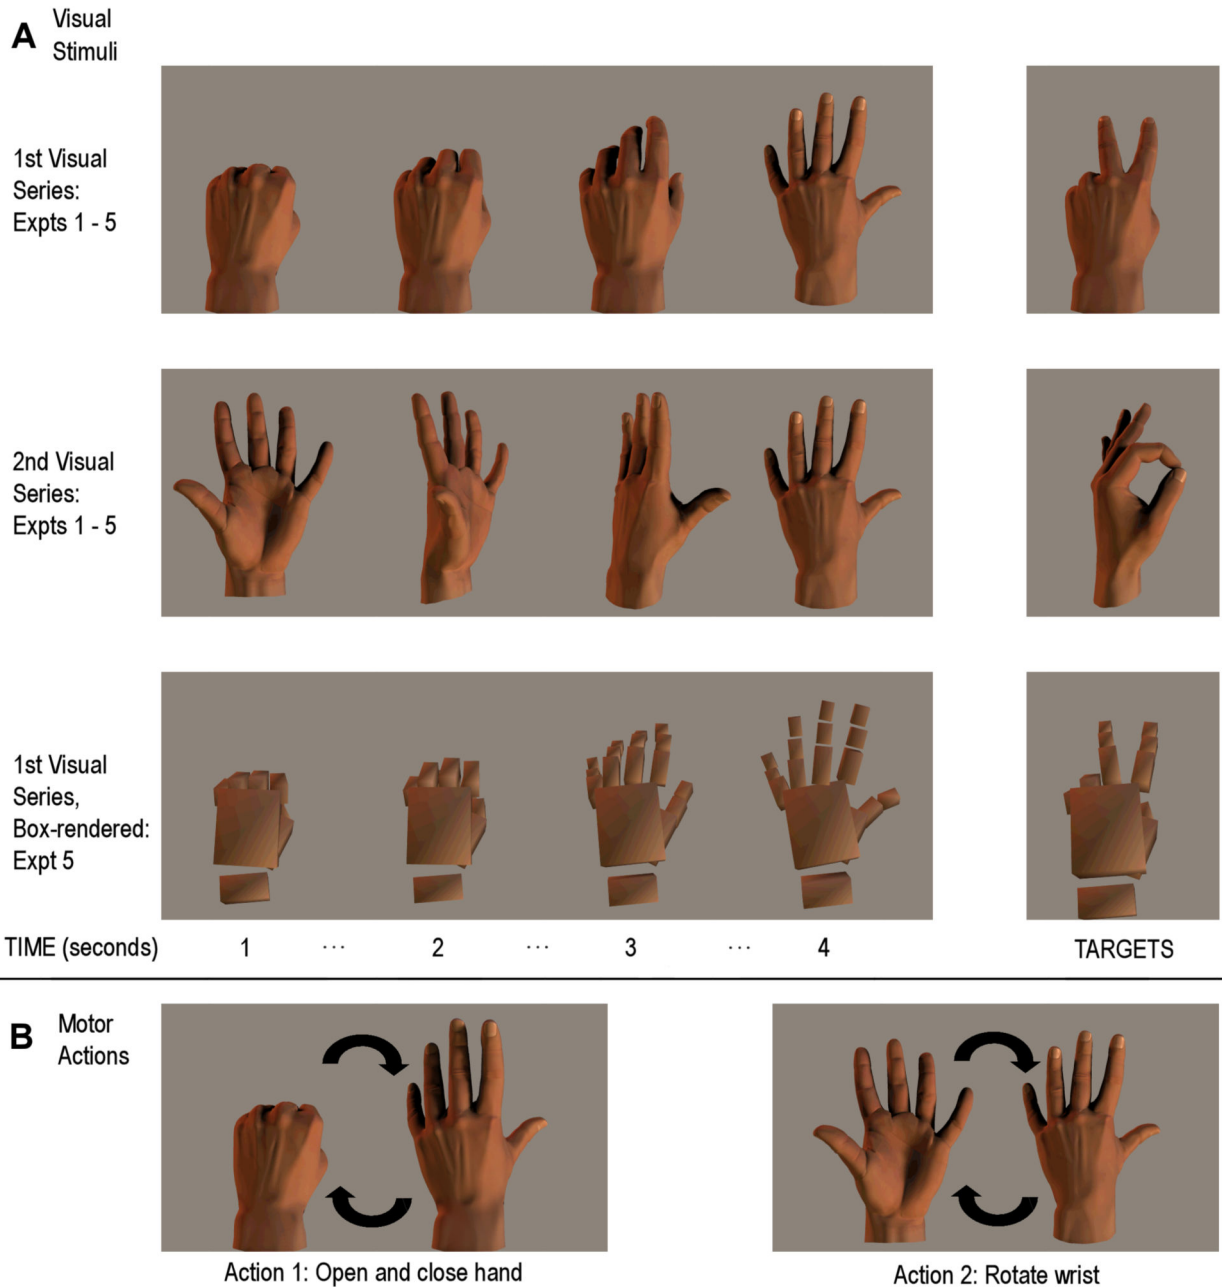 A Visual
Stimuli
1st Visual
Series:
Expts 1 - 5
2nd Visual
Series:
Expts 1 - 5
1st Visual
Series,
Box-rendered:
Expt 5
TIME (seconds) 1 ... 2 ... 3 ... 4 TARGETS
B Motor
Actions
Action 1: Open and close hand
Action 2: Rotate wrist